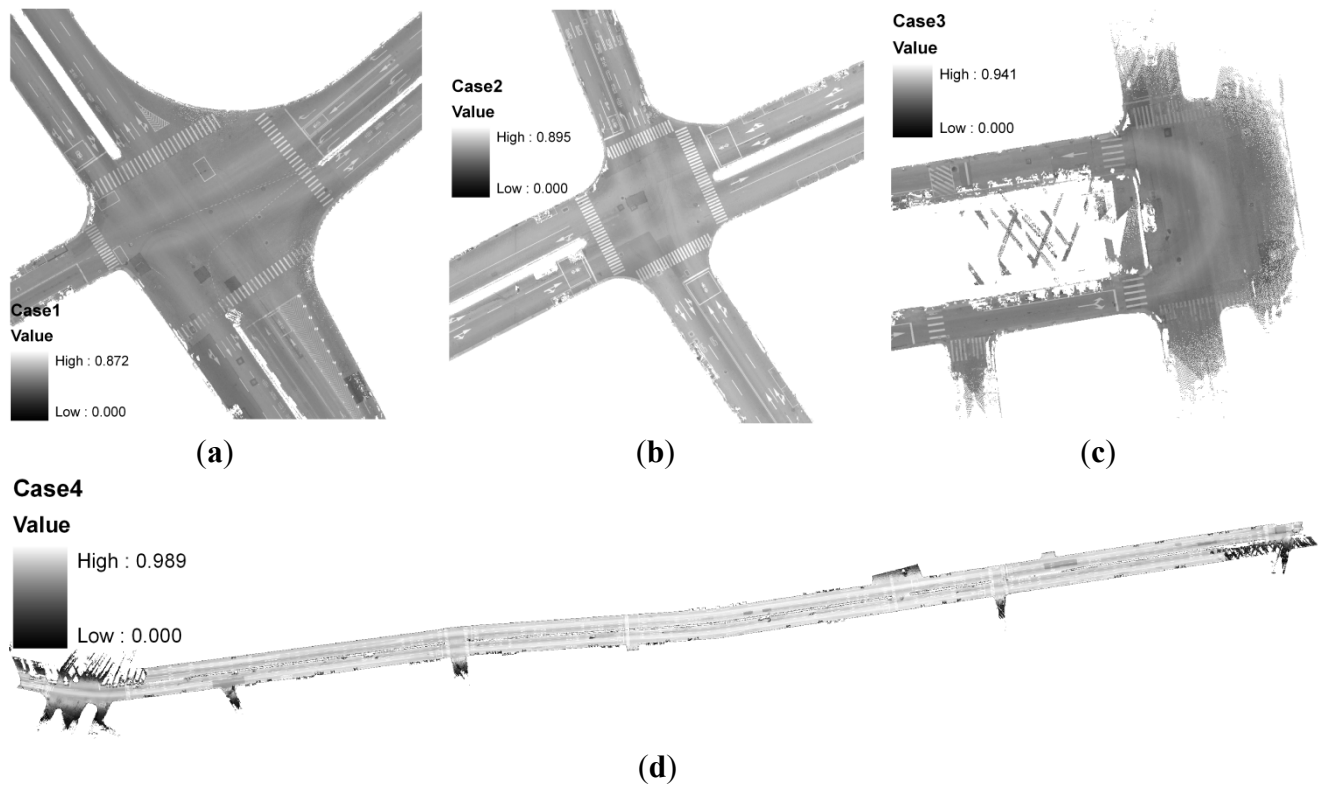 Case1
Value
High : 0.872
Low : 0.000
(a)
Case2
Value
High : 0.895
Low : 0.000
(b)
Case3
Value
High : 0.941
Low : 0.000
(c)
Case4
Value
High : 0.989
Low : 0.000
(d)